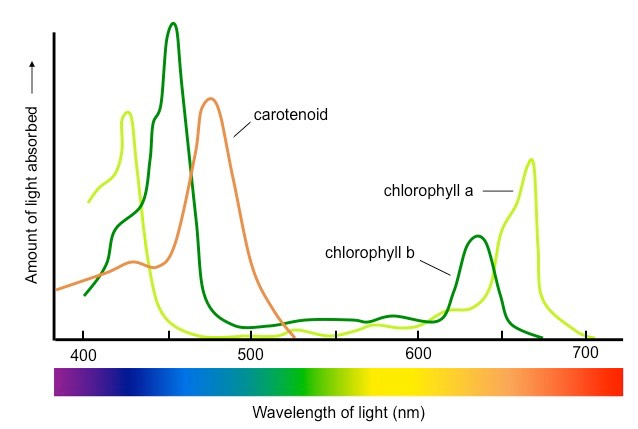 carotenoid
chlorophyll a
chlorophyll b
Amount of light absorbed
400 500 600 700
Wavelength of light (nm)